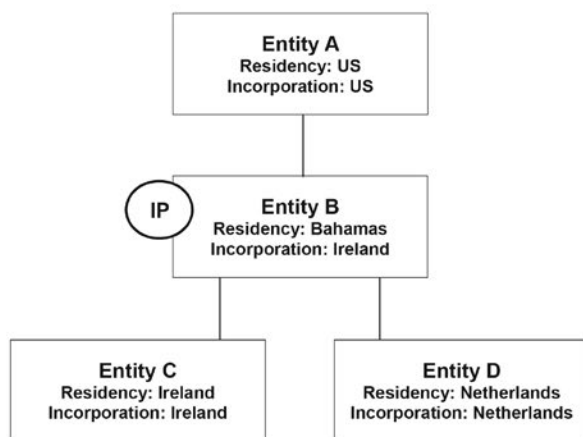 Entity A
Residency: US
Incorporation: US
IP
Entity B
Residency: Bahamas
Incorporation: Ireland
Entity C
Residency: Ireland
Incorporation: Ireland
Entity D
Residency: Netherlands
Incorporation: Netherlands